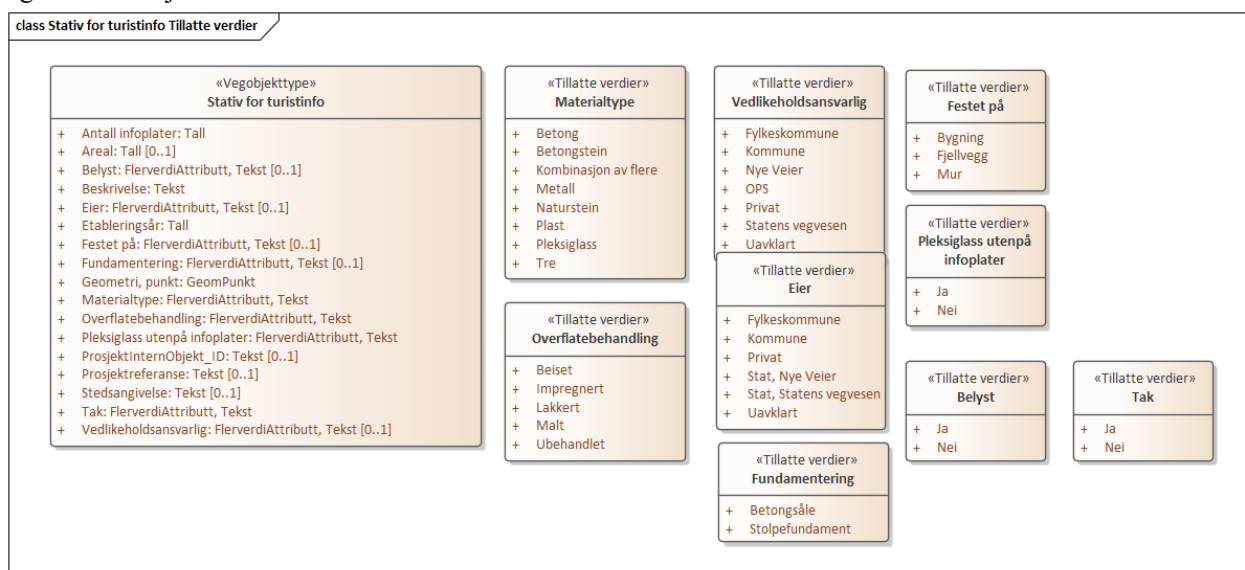 class Stativ for turistinfo Tillatte verdier
«Vegobjekttype»
Stativ for turistinfo
+ Antall infoplater: Tall
+ Areal: Tall [0..1]
+ Belyst: FlerverdiAttributt, Tekst [0..1]
+ Beskrivelse: Tekst
+ Eier: FlerverdiAttributt, Tekst [0..1]
+ Etableringsår: Tall
+ Festet på: FlerverdiAttributt, Tekst [0..1]
+ Fundamentering: FlerverdiAttributt, Tekst [0..1]
+ Geometri, punkt: GeomPunkt
+ Materialtype: FlerverdiAttributt, Tekst
+ Overflatebehandling: FlerverdiAttributt, Tekst
+ Pleksiglass utenpå infoplater: FlerverdiAttributt, Tekst
+ ProsjektInternObjekt_ID: Tekst [0..1]
+ Prosjektreferanse: Tekst [0..1]
+ Stedsangivelse: Tekst [0..1]
+ Tak: FlerverdiAttributt, Tekst
+ Vedlikeholdsansvarlig: FlerverdiAttributt, Tekst [0..1]
«Tillatte verdier»
Materialtype
+ Betong
+ Betongstein
+ Kombinasjon av flere
+ Metall
+ Naturstein
+ Plast
+ Pleksiglass
+ Tre
«Tillatte verdier»
Overflatebehandling
+ Beiset
+ Impregnert
+ Lakkert
+ Malt
+ Ubehandlet
«Tillatte verdier»
Vedlikeholdsansvarlig
+ Fylkeskommune
+ Kommune
+ Nye Veier
+ OPS
+ Privat
+ Statens vegvesen
+ Uavklart
«Tillatte verdier»
Eier
+ Fylkeskommune
+ Kommune
+ Privat
+ Stat, Nye Veier
+ Stat, Statens vegvesen
+ Uavklart
«Tillatte verdier»
Fundamentering
+ Betongsåle
+ Stolpefundament
«Tillatte verdier»
Festet på
+ Bygning
+ Fjellvegg
+ Mur
«Tillatte verdier»
Pleksiglass utenpå
infoplater
+ Ja
+ Nei
«Tillatte verdier»
Belyst
+ Ja
+ Nei
«Tillatte verdier»
Tak
+ Ja
+ Nei